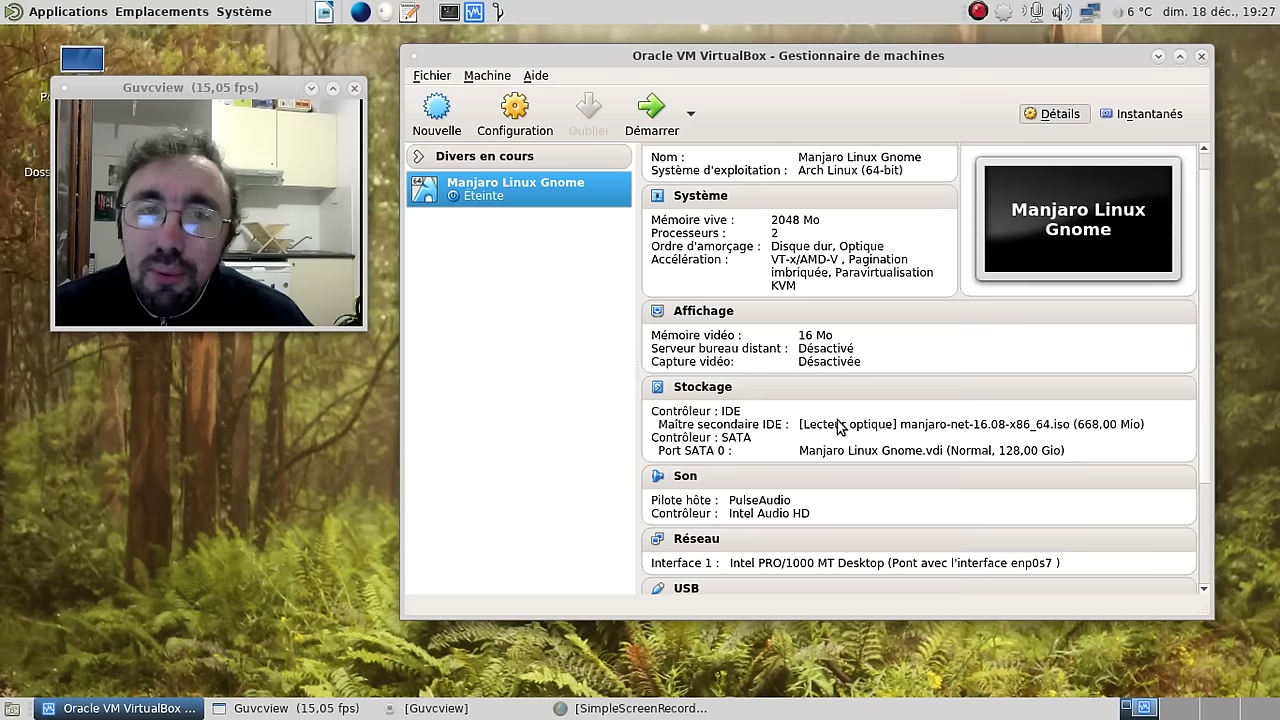 Applications Emplacements Système
6 °C dim. 18 déc., 19:27
Guvcview (15,05 fps)
Oracle VM VirtualBox - Gestionnaire de machines
Fichier Machine Aide
Nouvelle Configuration Oublier Démarrer
Détails Instantanés
Divers en cours
64
Manjaro Linux Gnome
Éteinte
Nom : Manjaro Linux Gnome
Système d'exploitation : Arch Linux (64-bit)
Système
Mémoire vive : 2048 Mo
Processeurs : 2
Ordre d'amorçage : Disque dur, Optique
Accélération : VT-x/AMD-V , Pagination
imbriquée, Paravirtualisation
KVM
Manjaro Linux
Gnome
Affichage
Mémoire vidéo : 16 Mo
Serveur bureau distant : Désactivé
Capture vidéo: Désactivée
Stockage
Contrôleur : IDE
Maître secondaire IDE : [Lecteur optique] manjaro-net-16.08-x86_64.iso (668,00 Mio)
Contrôleur : SATA
Port SATA 0 : Manjaro Linux Gnome.vdi (Normal, 128,00 Gio)
Son
Pilote hôte : PulseAudio
Contrôleur : Intel Audio HD
Réseau
Interface 1 : Intel PRO/1000 MT Desktop (Pont avec l'interface enp0s7 )
USB
Doss
Oracle VM VirtualBox ... Guvcview (15,05 fps) [Guvcview] [SimpleScreenRecord...